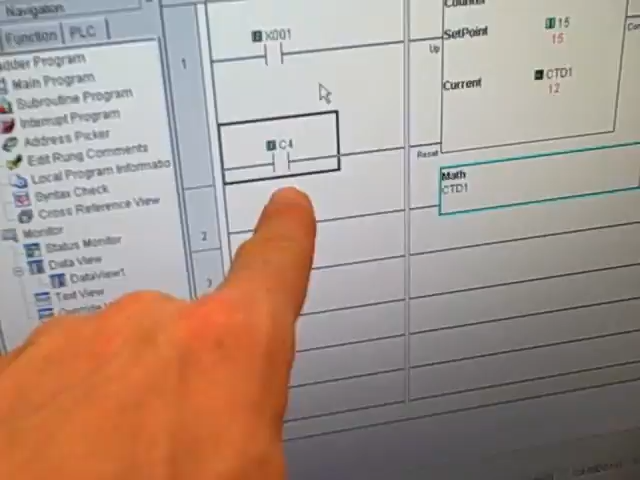 Navigation
Function PLC
Ladder Program
Main Program
Subroutine Program
Interrupt Program
Address Picker
Edit Rung Comments
Local Program Informatio
Syntax Check
Cross Reference View
Monitor
Status Monitor
Data View
DataView1
Text View
1
2
3
X001
C4
Up
Reset
Counter
SetPoint
15
15
Current
CTD1
12
Math
CTD1